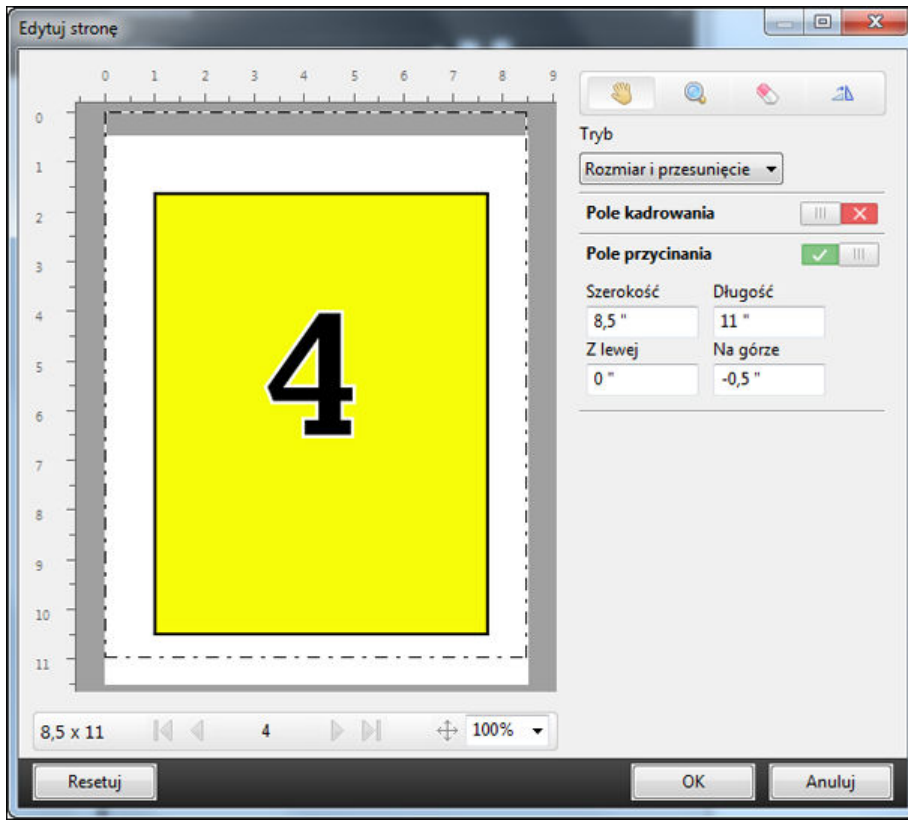 Edytuj stronę
0 1 2 3 4 5 6 7 8 9
0
1
2
3
4
5
6
7
8
9
10
11
4
Tryb
Rozmiar i przesunięcie
Pole kadrowania
Pole przycinania
Szerokość Długość
8,5 " 11 "
Z lewej Na górze
0 " -0,5 "
8,5 x 11 4 100%
Resetuj OK Anuluj